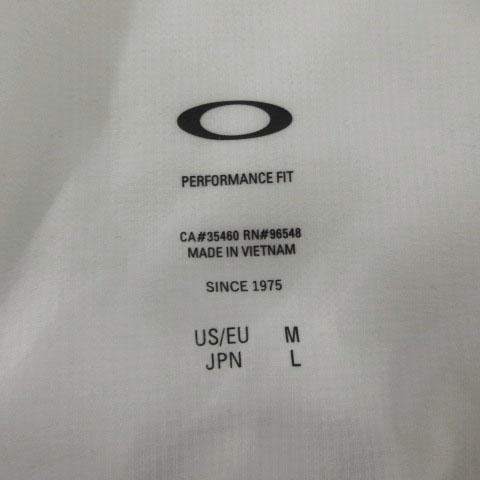 PERFORMANCE FIT
CA#35460 RN#96548
MADE IN VIETNAM
SINCE 1975
US/EU M
JPN L